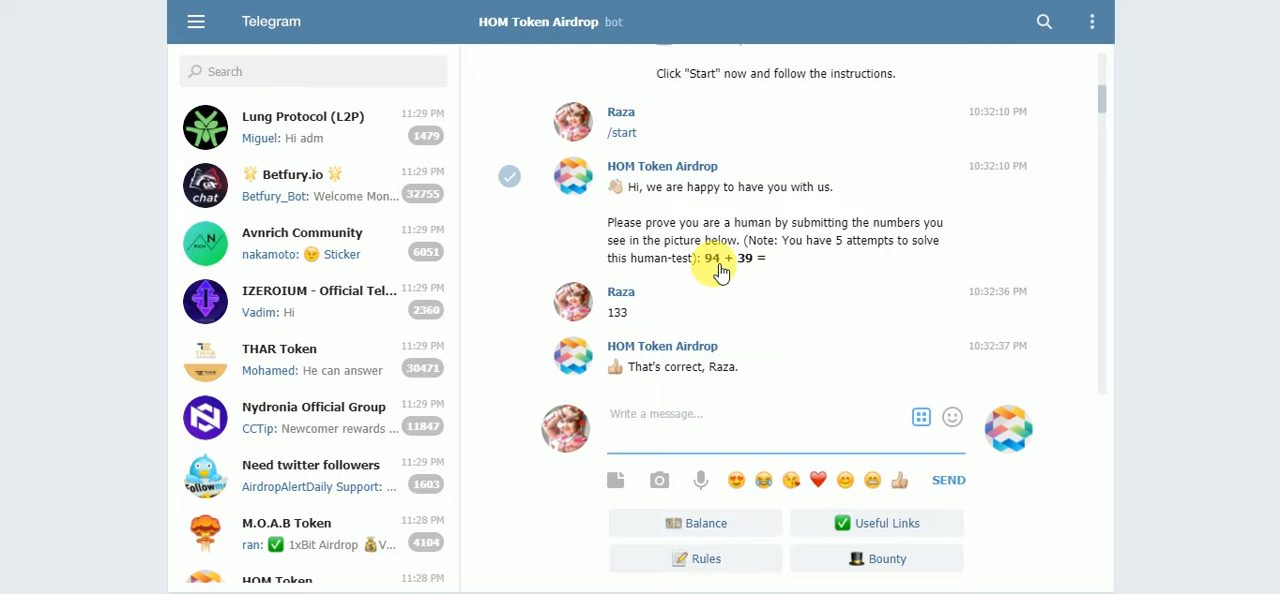 Telegram
HOM Token Airdrop bot
Search
Lung Protocol (L2P) 11:29 PM
Miguel: Hi adm 1479
Betfury.io 11:29 PM
Betfury_Bot: Welcome Mon... 32755
chat
Avnrich Community 11:29 PM
nakamoto: 😉 Sticker 6051
IZEROIUM - Official Tel... 11:29 PM
Vadim: Hi 2360
THAR Token 11:29 PM
Mohamed: He can answer 30471
Nydronia Official Group 11:29 PM
CCTip: Newcomer rewards ... 11847
Need twitter followers 11:29 PM
AirdropAlertDaily Support: ... 1603
M.O.A.B Token 11:28 PM
ran: ✅ 1xBit Airdrop 💰V... 4104
HOM Token 11:28 PM
Click "Start" now and follow the instructions.
Raza 10:32:10 PM
/start
HOM Token Airdrop 10:32:10 PM
👋🏼 Hi, we are happy to have you with us.
Please prove you are a human by submitting the numbers you
see in the picture below. (Note: You have 5 attempts to solve
this human-test): 94 + 39 =
Raza 10:32:36 PM
133
HOM Token Airdrop 10:32:37 PM
👍🏼 That's correct, Raza.
Write a message...
SEND
💵 Balance
✅ Useful Links
📝 Rules
🎩 Bounty